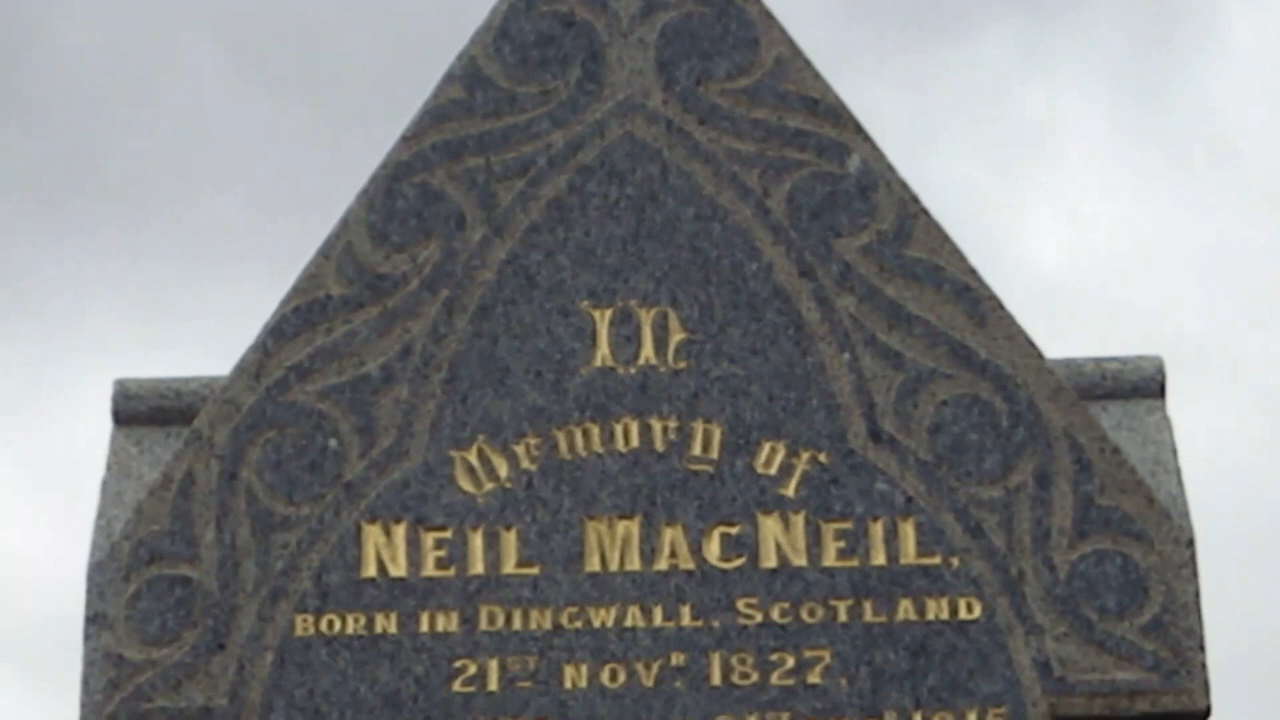 In
Memory of
NEIL MACNEIL,
BORN IN DINGWALL, SCOTLAND
21ST NOVR. 1827.